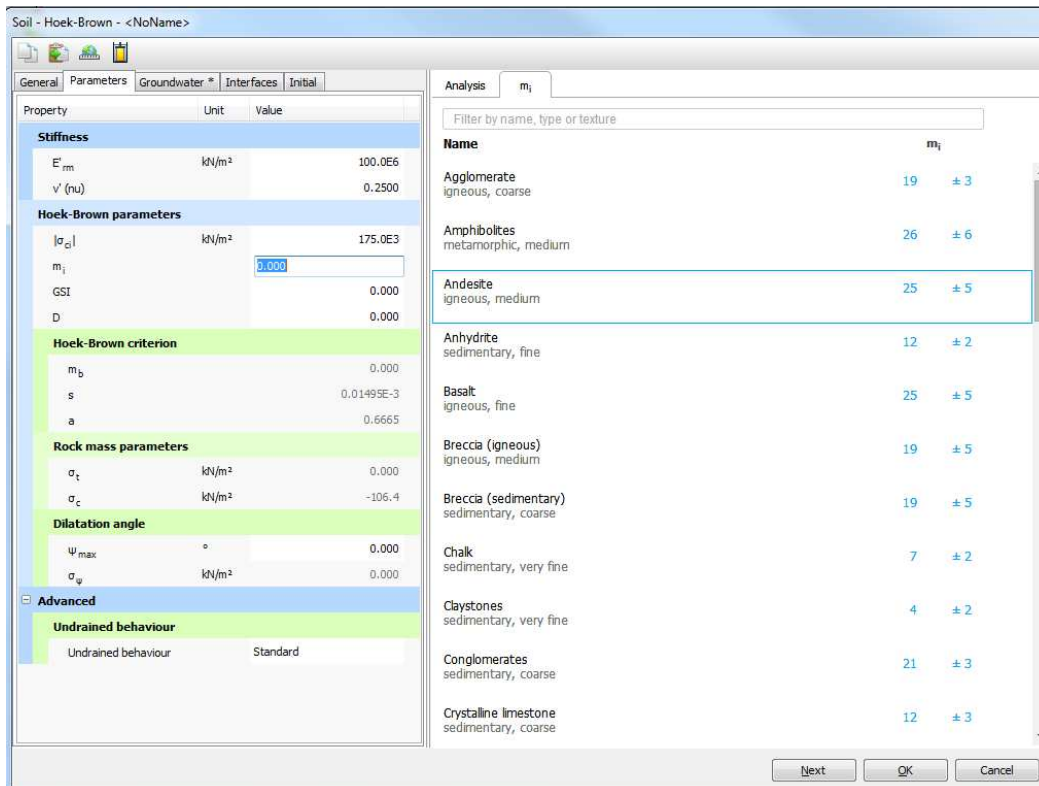 Soil - Hoek-Brown - <NoName>
General Parameters Groundwater * Interfaces Initial
Property Unit Value
Stiffness
E'rm kN/m² 100.0E6
ν' (nu) 0.2500
Hoek-Brown parameters
|σci| kN/m² 175.0E3
mi 0.000
GSI 0.000
D 0.000
Hoek-Brown criterion
mb 0.000
s 0.01495E-3
a 0.6665
Rock mass parameters
σt kN/m² 0.000
σc kN/m² -106.4
Dilatation angle
ψmax ° 0.000
σψ kN/m² 0.000
Advanced
Undrained behaviour
Undrained behaviour Standard
Analysis mi
Filter by name, type or texture
Name mi
Agglomerate 19 ± 3
igneous, coarse
Amphibolites 26 ± 6
metamorphic, medium
Andesite 25 ± 5
igneous, medium
Anhydrite 12 ± 2
sedimentary, fine
Basalt 25 ± 5
igneous, fine
Breccia (igneous) 19 ± 5
igneous, medium
Breccia (sedimentary) 19 ± 5
sedimentary, coarse
Chalk 7 ± 2
sedimentary, very fine
Claystones 4 ± 2
sedimentary, very fine
Conglomerates 21 ± 3
sedimentary, coarse
Crystalline limestone 12 ± 3
sedimentary, coarse
Next OK Cancel